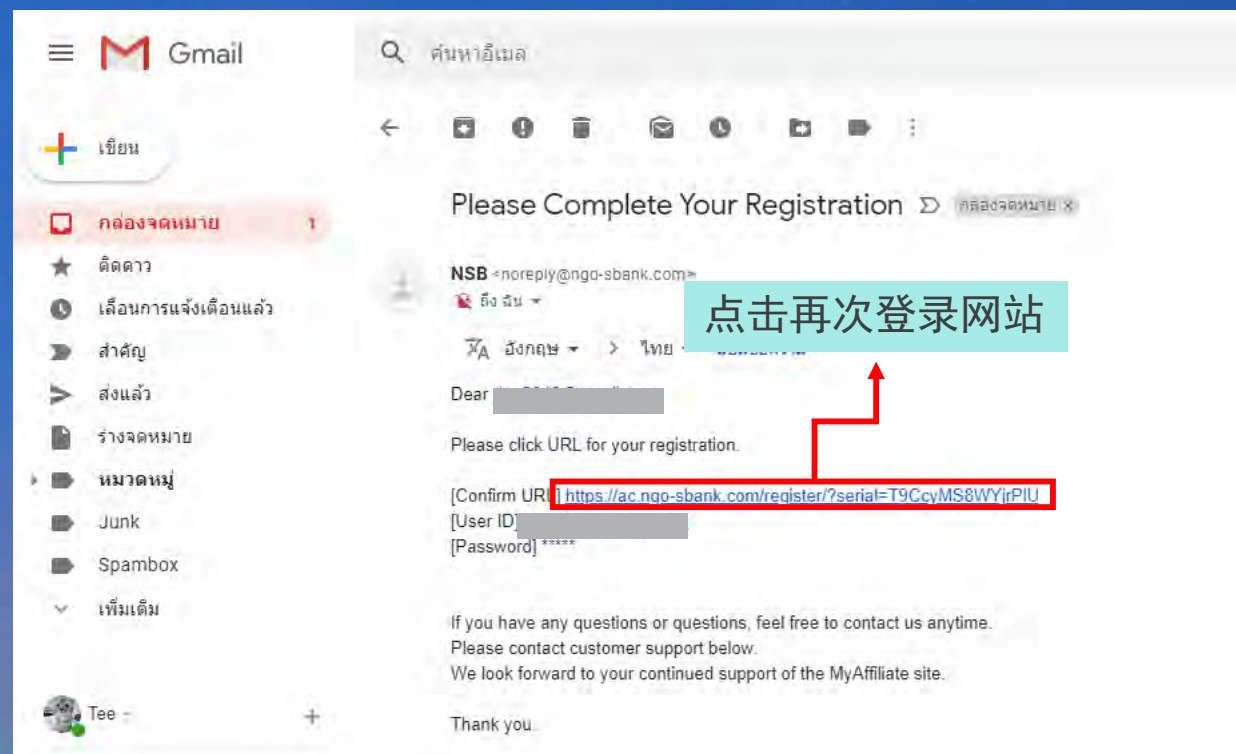 Gmail
ค้นหาอีเมล
เขียน
กล่องจดหมาย 1
ติดดาว
เลื่อนการแจ้งเตือนแล้ว
สำคัญ
ส่งแล้ว
ร่างจดหมาย
หมวดหมู่
Junk
Spambox
เพิ่มเติม
Tee -
Please Complete Your Registration กล่องจดหมาย x
NSB <noreply@ngo-sbank.com>
ถึง ฉัน
点击再次登录网站
อังกฤษ > ไทย
Dear
Please click URL for your registration.
[Confirm URL] https://ac.ngo-sbank.com/register/?serial=T9CcyMS8WYjrPIU
[User ID]
[Password] *****
If you have any questions or questions, feel free to contact us anytime.
Please contact customer support below.
We look forward to your continued support of the MyAffiliate site.
Thank you.